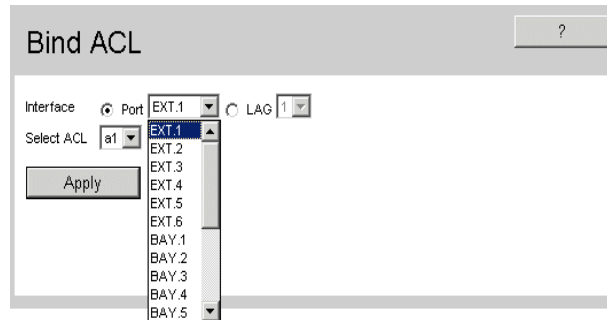 Bind ACL
?
Interface Port EXT.1 LAG 1
Select ACL a1
EXT.1
EXT.2
EXT.3
EXT.4
EXT.5
EXT.6
BAY.1
BAY.2
BAY.3
BAY.4
BAY.5
Apply